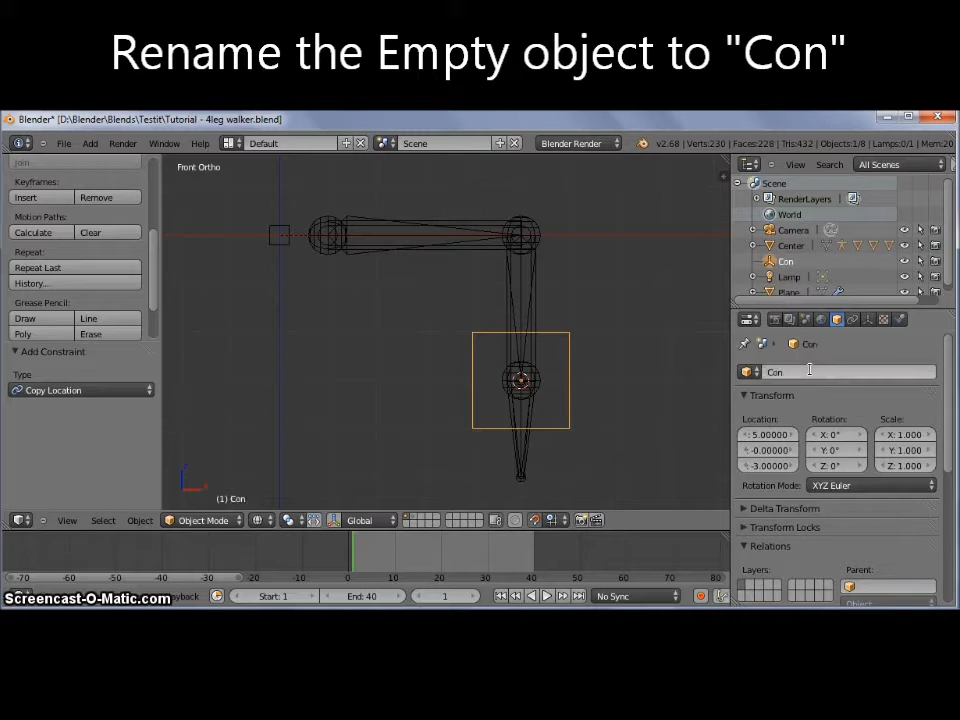 Rename the Empty object to "Con"
Blender* [D:\Blender\Blends\Testit\Tutorial - 4leg walker.blend]
File Add Render Window Help Default Scene Blender Render v2.68 | Verts:230 | Faces:228 | Tris:432 | Objects:1/8 | Lamps:0/1 | Mem:20
Join
Keyframes:
Insert Remove
Motion Paths:
Calculate Clear
Repeat:
Repeat Last
History...
Grease Pencil:
Draw Line
Poly Erase
Add Constraint
Type
Copy Location
Front Ortho
(1) Con
View Search All Scenes
Scene
RenderLayers
World
Camera
Center
Con
Lamp
Plane
Con
Con
Transform
Location: Rotation: Scale:
: 5.00000 X: 0° X: 1.000
: -0.00000 Y: 0° Y: 1.000
: -3.00000 Z: 0° Z: 1.000
Rotation Mode: XYZ Euler
Delta Transform
Transform Locks
Relations
Layers: Parent:
Object
View Select Object Object Mode Global
-70 -60 -50 -40 -30 -20 -10 0 10 20 30 40 50 60 70 80
Screencast-O-Matic.com
yback Start: 1 End: 40 1 No Sync